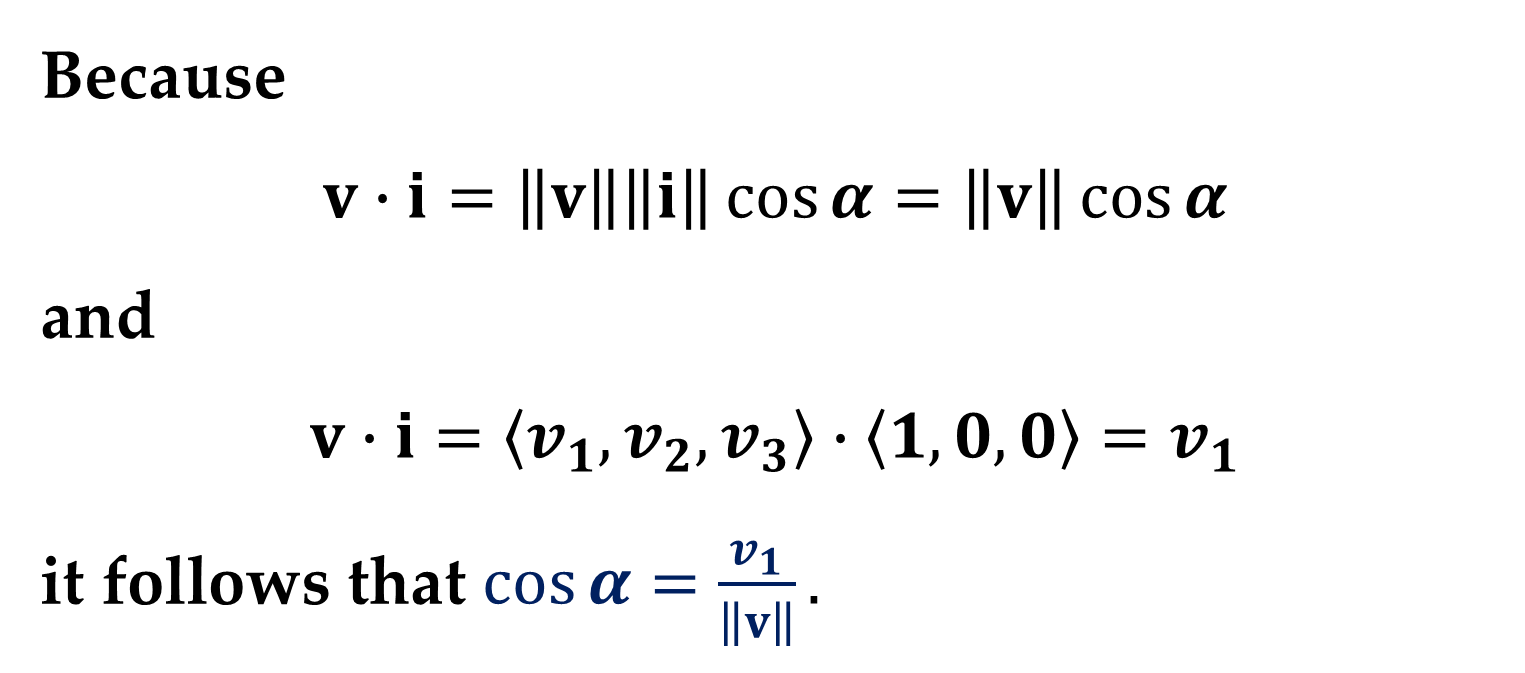 Because
v · i = ‖v‖‖i‖ cos α = ‖v‖ cos α
and
v · i = ⟨v₁, v₂, v₃⟩ · ⟨1, 0, 0⟩ = v₁
it follows that cos α = v₁/‖v‖.